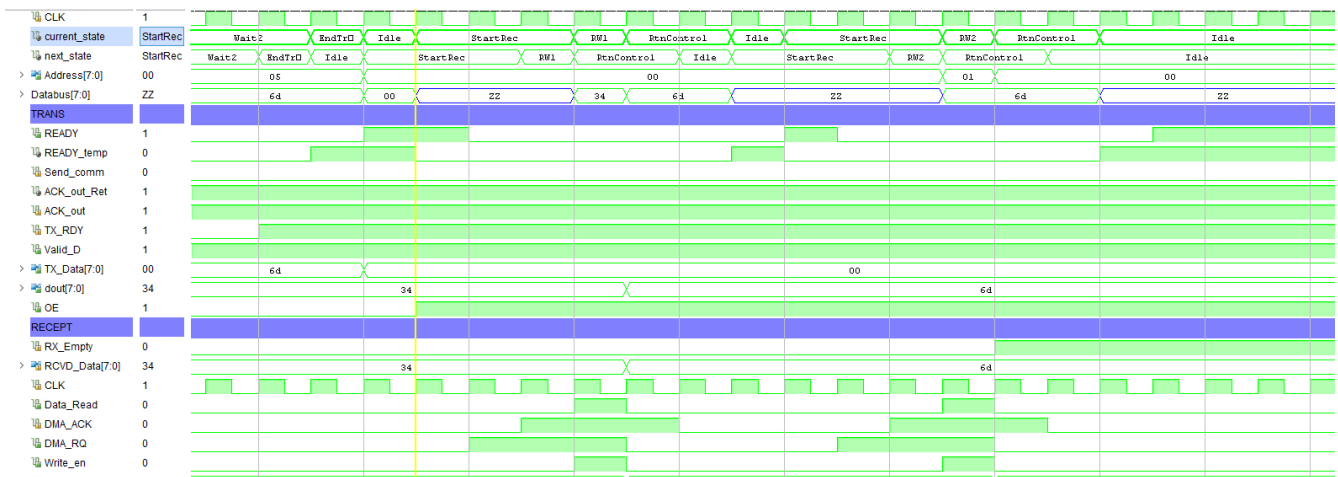 CLK 1
current_state StartRec Wait2 EndTr Idle StartRec RW1 RtnControl Idle StartRec RW2 RtnControl Idle
next_state StartRec Wait2 EndTr Idle StartRec RW1 RtnControl Idle StartRec RW2 RtnControl Idle
Address[7:0] 00 05 00 01 00
Databus[7:0] ZZ 6d 00 ZZ 34 6d ZZ 6d ZZ
TRANS
READY 1
READY_temp 0
Send_comm 0
ACK_out_Ret 1
ACK_out 1
TX_RDY 1
Valid_D 1
TX_Data[7:0] 00 6d 00
dout[7:0] 34 34 6d
OE 1
RECEPT
RX_Empty 0
RCVD_Data[7:0] 34 34 6d
CLK 1
Data_Read 0
DMA_ACK 0
DMA_RQ 0
Write_en 0